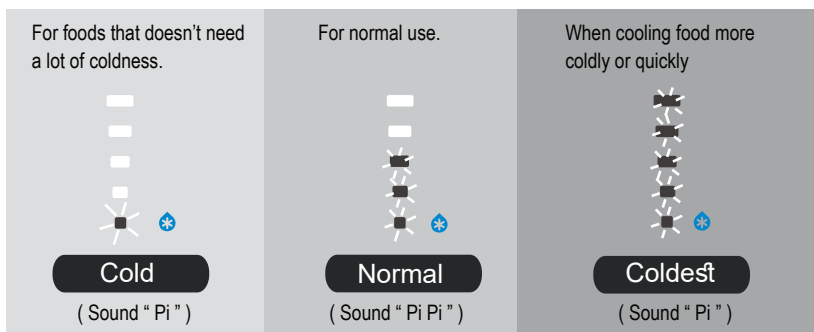 For foods that doesn’t need
a lot of coldness.
For normal use.
When cooling food more
coldly or quickly
Cold
Normal
Coldest
( Sound “ Pi ” )
( Sound “ Pi Pi ” )
( Sound “ Pi ” )